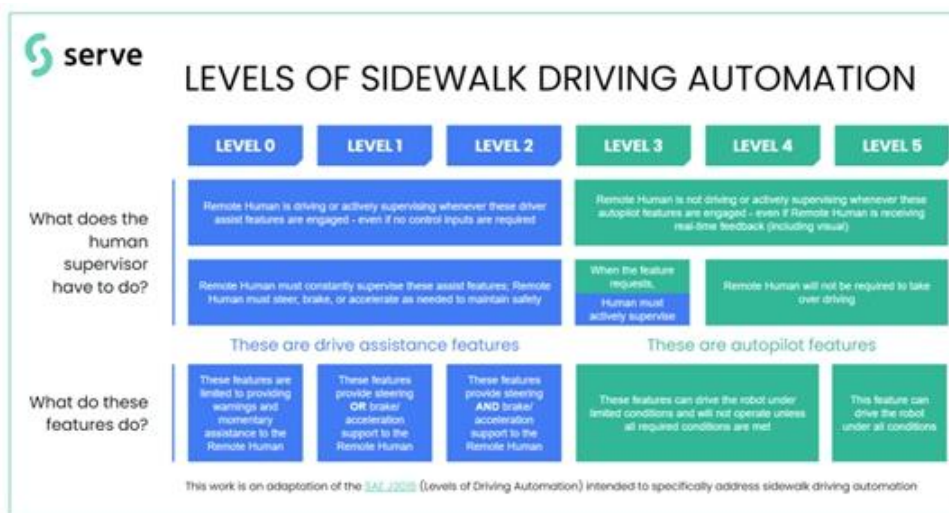 serve
LEVELS OF SIDEWALK DRIVING AUTOMATION
LEVEL 0
LEVEL 1
LEVEL 2
LEVEL 3
LEVEL 4
LEVEL 5
What does the
human
supervisor
have to do?
Remote Human is driving or actively supervising whenever these driver
assist features are engaged - even if no control inputs are required
Remote Human is not driving or actively supervising whenever these
autopilot features are engaged - even if Remote Human is receiving
real-time feedback (including visual)
Remote Human must constantly supervise these assist features; Remote
Human must steer, brake, or accelerate as needed to maintain safety
When the feature
requests,
Human must
actively supervise
Remote Human will not be required to take
over driving
These are drive assistance features
These are autopilot features
What do these
features do?
These features are
limited to providing
warnings and
momentary
assistance to the
Remote Human
These features
provide steering
OR brake/
acceleration
support to the
Remote Human
These features
provide steering
AND brake/
acceleration
support to the
Remote Human
These features can drive the robot under
limited conditions and will not operate unless
all required conditions are met
This feature can
drive the robot
under all conditions
This work is an adaptation of the SAE J3016 (Levels of Driving Automation) intended to specifically address sidewalk driving automation